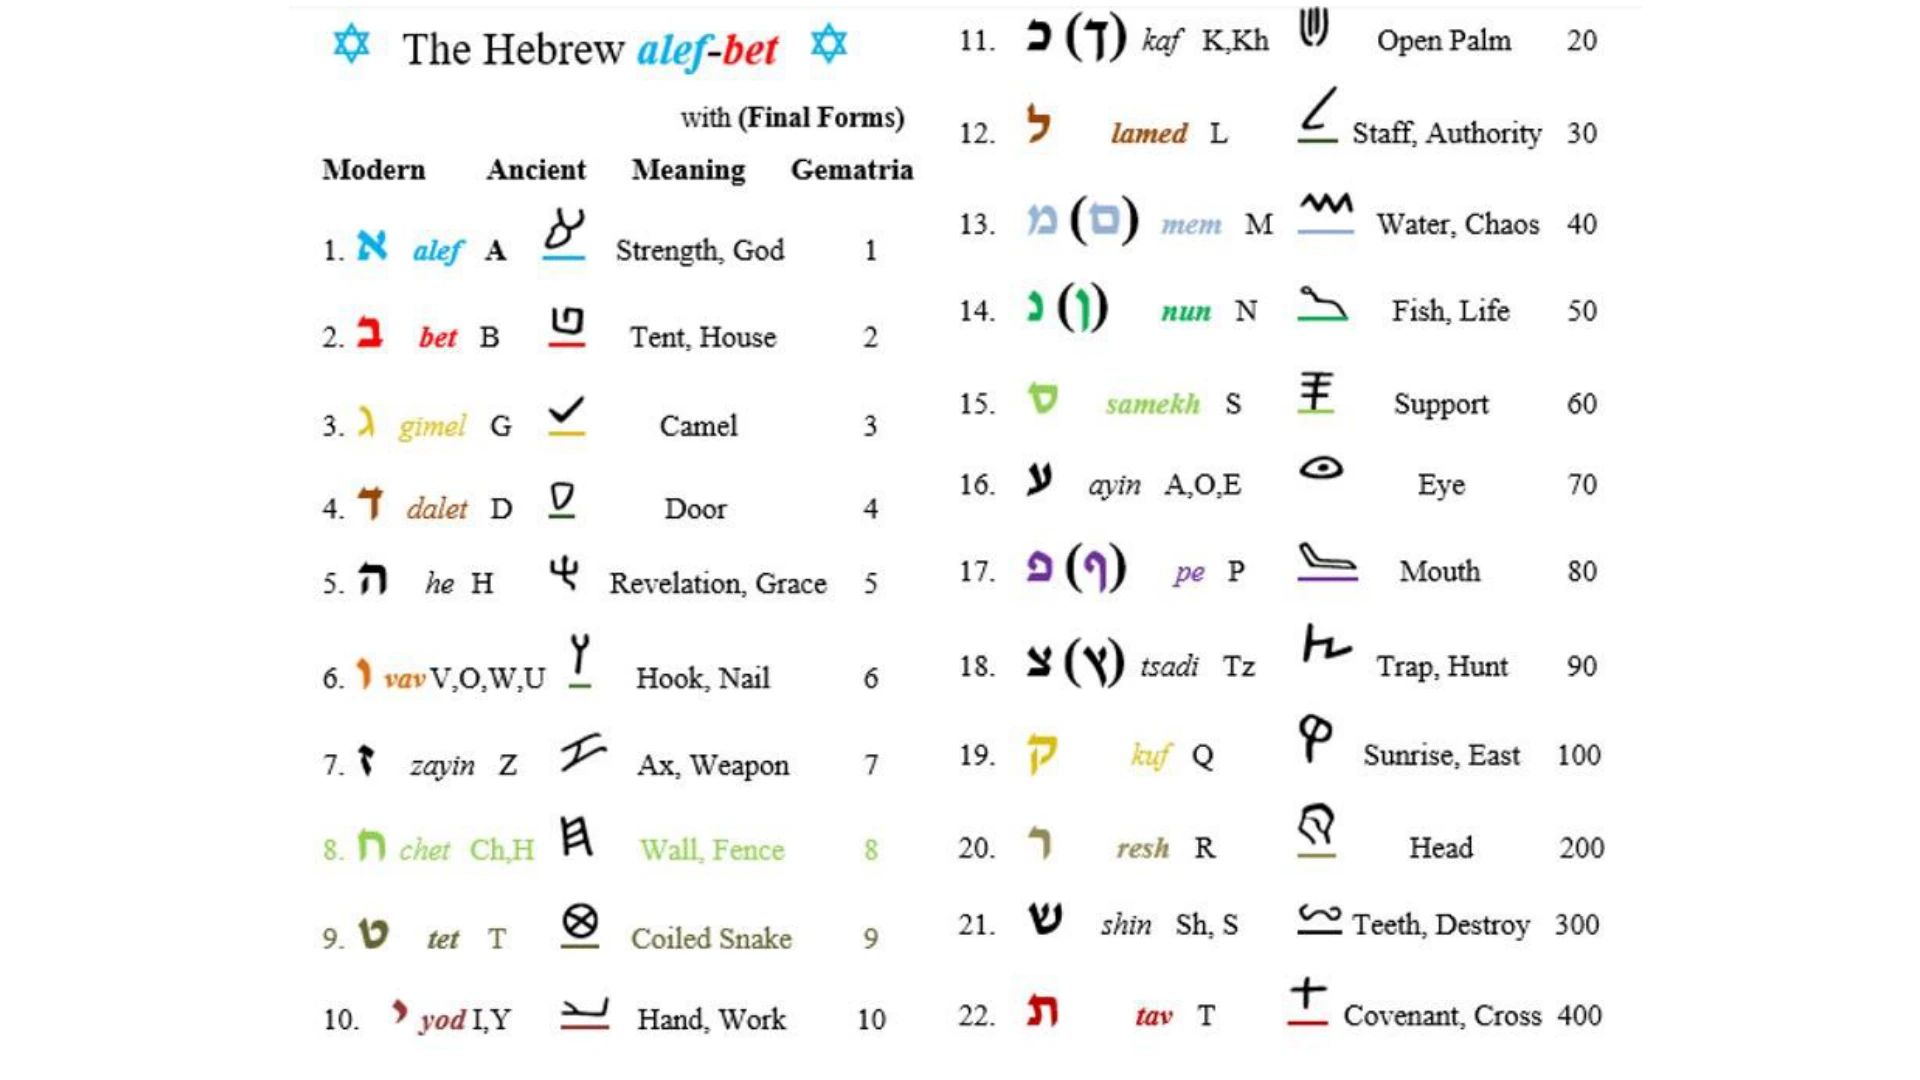 The Hebrew alef-bet
with (Final Forms)
Modern Ancient Meaning Gematria
1. א alef A Strength, God 1
2. ב bet B Tent, House 2
3. ג gimel G Camel 3
4. ד dalet D Door 4
5. ה he H Revelation, Grace 5
6. ו vav V,O,W,U Hook, Nail 6
7. ז zayin Z Ax, Weapon 7
8. ח chet Ch,H Wall, Fence 8
9. ט tet T Coiled Snake 9
10. י yod I,Y Hand, Work 10
11. כ (ך) kaf K,Kh Open Palm 20
12. ל lamed L Staff, Authority 30
13. מ (ם) mem M Water, Chaos 40
14. נ (ן) nun N Fish, Life 50
15. ס samekh S Support 60
16. ע ayin A,O,E Eye 70
17. פ (ף) pe P Mouth 80
18. צ (ץ) tsadi Tz Trap, Hunt 90
19. ק kuf Q Sunrise, East 100
20. ר resh R Head 200
21. ש shin Sh, S Teeth, Destroy 300
22. ת tav T Covenant, Cross 400